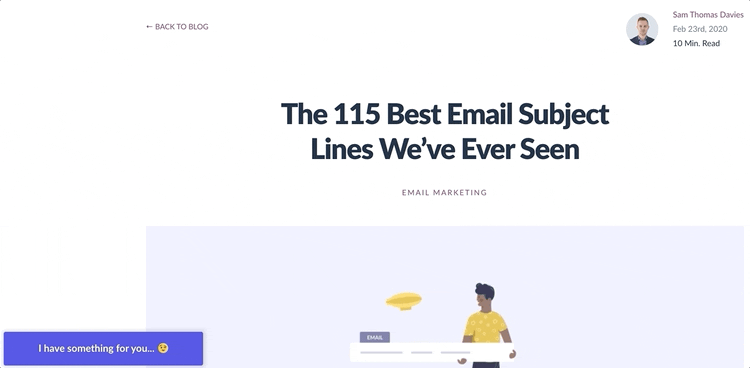 ← BACK TO BLOG
Sam Thomas Davies
Feb 23rd, 2020
10 Min. Read
The 115 Best Email Subject
Lines We’ve Ever Seen
EMAIL MARKETING
EMAIL
I have something for you... 😉